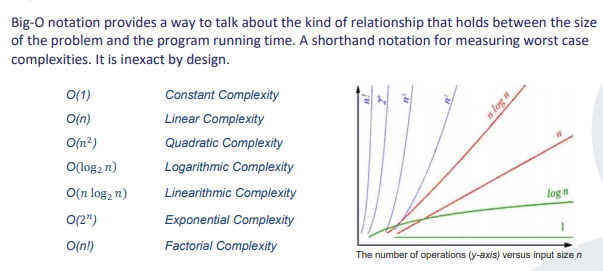 Big-O notation provides a way to talk about the kind of relationship that holds between the size
of the problem and the program running time. A shorthand notation for measuring worst case
complexities. It is inexact by design.
O(1) Constant Complexity
O(n) Linear Complexity
O(n²) Quadratic Complexity
O(log₂ n) Logarithmic Complexity
O(n log₂ n) Linearithmic Complexity
O(2ⁿ) Exponential Complexity
O(n!) Factorial Complexity
n!
2ⁿ
n³
n²
n log n
n
log n
1
The number of operations (y-axis) versus input size n